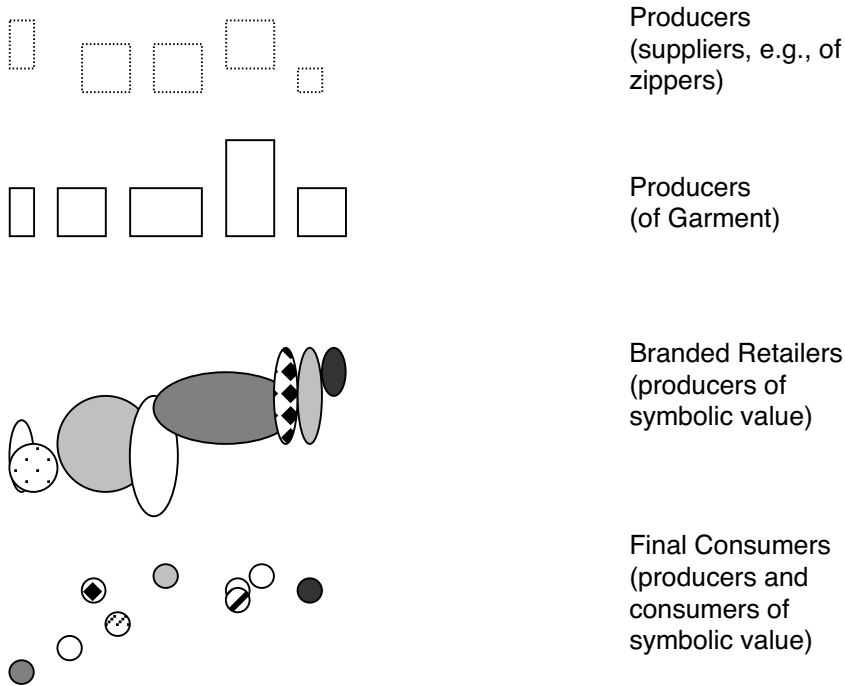 Producers
(suppliers, e.g., of
zippers)
Producers
(of Garment)
Branded Retailers
(producers of
symbolic value)
Final Consumers
(producers and
consumers of
symbolic value)